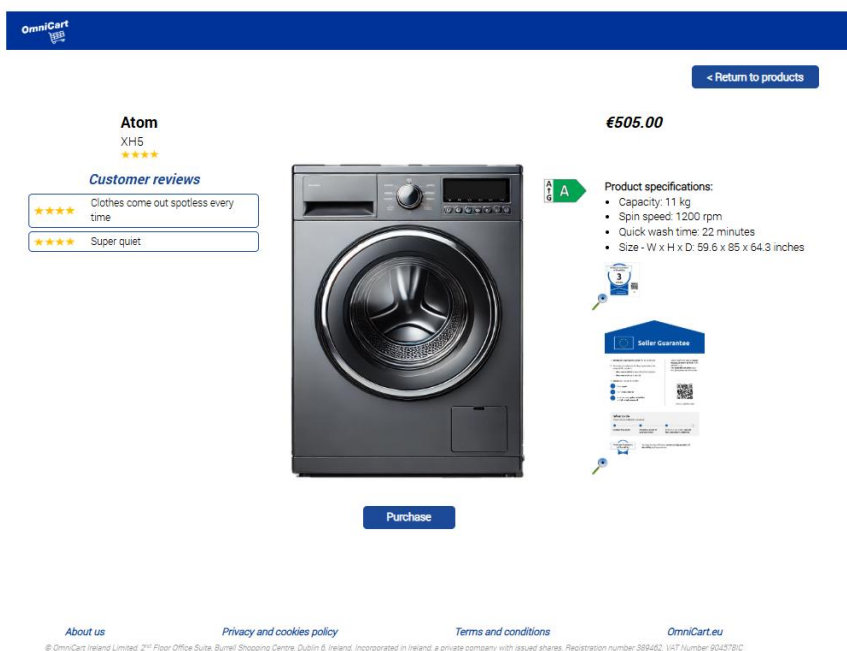 OmniCart
< Return to products
Atom
XH5
€505.00
Customer reviews
Clothes come out spotless every
time
Super quiet
A
G
A
Product specifications:
Capacity: 11 kg
Spin speed: 1200 rpm
Quick wash time: 22 minutes
Size - W x H x D: 59.6 x 85 x 64.3 inches
3
Seller Guarantee
Purchase
About us
Privacy and cookies policy
Terms and conditions
OmniCart.eu
© OmniCart Ireland Limited, 2nd Floor Office Suite, Burrell Shopping Centre, Dublin 6, Ireland. Incorporated in Ireland, a private company with issued shares. Registration number 389462. VAT Number 904578IC